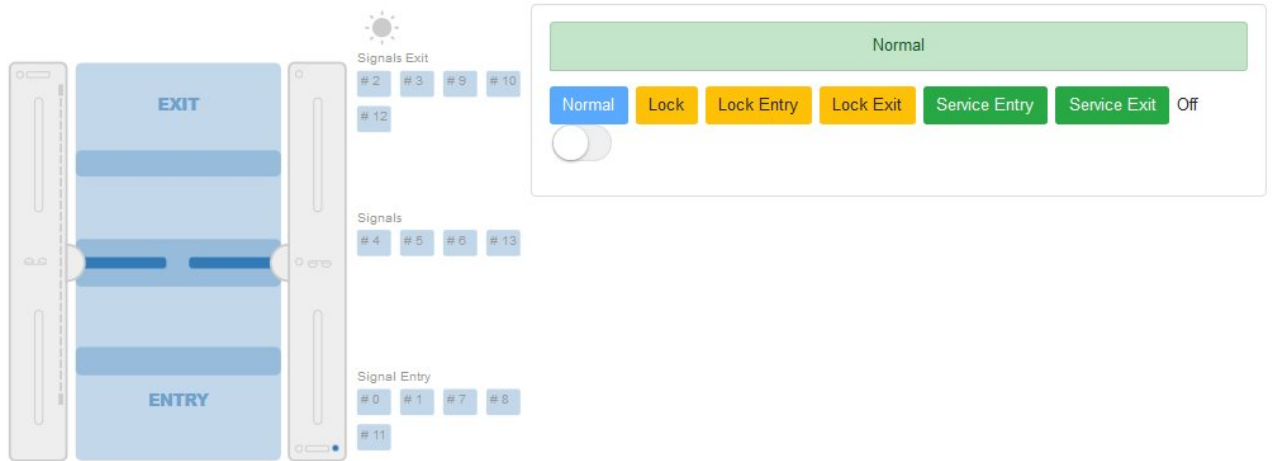 Signals Exit
# 2 # 3 # 9 # 10
# 12
EXIT
Signals
# 4 # 5 # 6 # 13
Signal Entry
# 0 # 1 # 7 # 8
# 11
ENTRY
Normal
Normal Lock Lock Entry Lock Exit Service Entry Service Exit Off